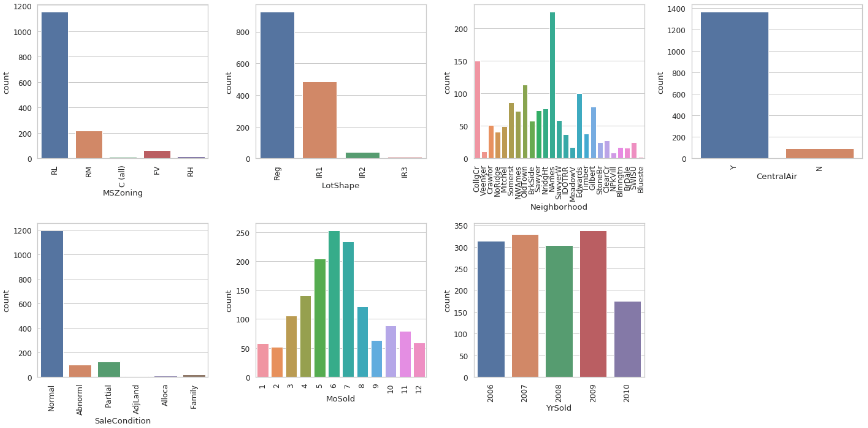 1200
1000
800
600
400
200
0
count
RL
RM
C (all)
FV
RH
MSZoning
800
600
400
200
0
count
Reg
IR1
IR2
IR3
LotShape
200
150
100
50
0
count
CollgCr
Veenker
Crawfor
NoRidge
Mitchel
Somerst
NWAmes
OldTown
BrkSide
Sawyer
NridgHt
NAmes
SawyerW
IDOTRR
MeadowV
Edwards
Timber
Gilbert
StoneBr
ClearCr
NPkVill
Blmngtn
BrDale
SWISU
Blueste
Neighborhood
1400
1200
1000
800
600
400
200
0
count
Y
N
CentralAir
1200
1000
800
600
400
200
0
count
Normal
Abnorml
Partial
AdjLand
Alloca
Family
SaleCondition
250
200
150
100
50
0
count
1
2
3
4
5
6
7
8
9
10
11
12
MoSold
350
300
250
200
150
100
50
0
count
2006
2007
2008
2009
2010
YrSold